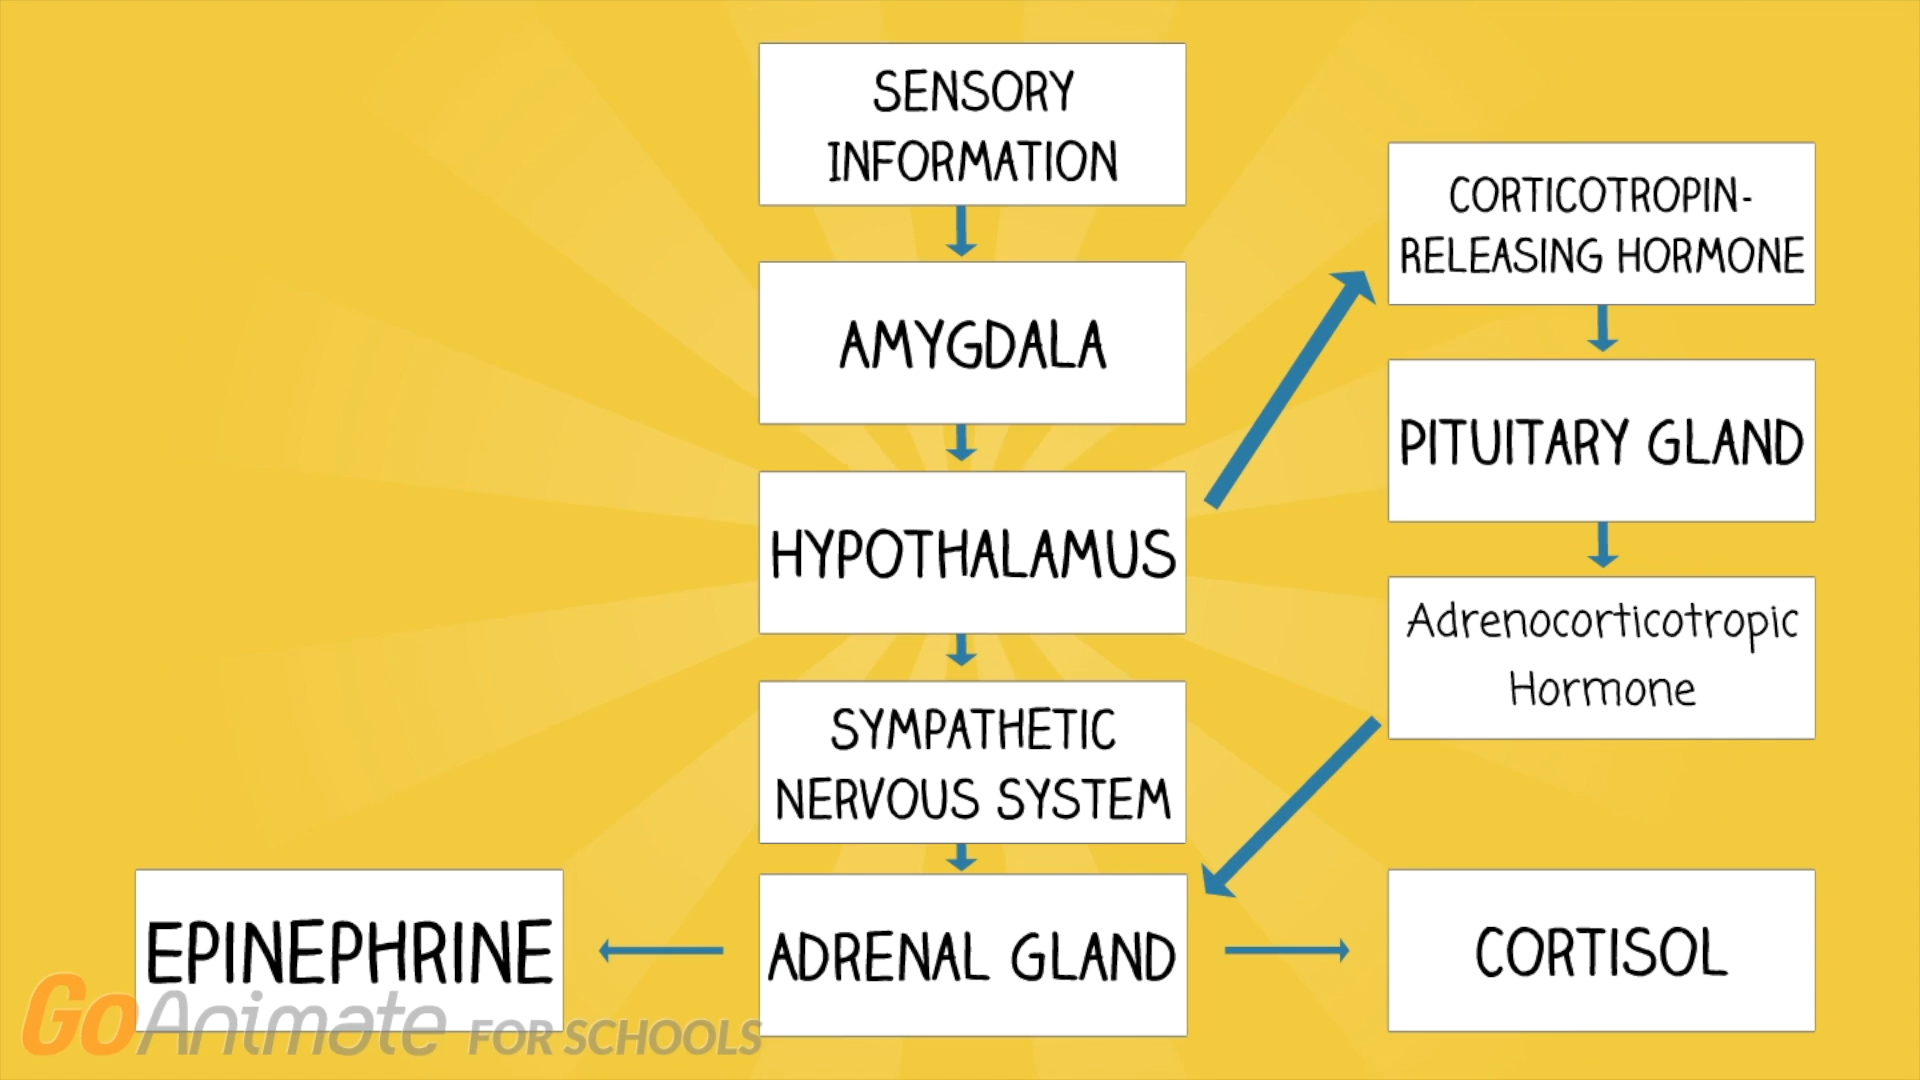 SENSORY
INFORMATION
AMYGDALA
HYPOTHALAMUS
SYMPATHETIC
NERVOUS SYSTEM
ADRENAL GLAND
EPINEPHRINE
CORTICOTROPIN-
RELEASING HORMONE
PITUITARY GLAND
Adrenocorticotropic
Hormone
CORTISOL
GoAnimate FOR SCHOOLS